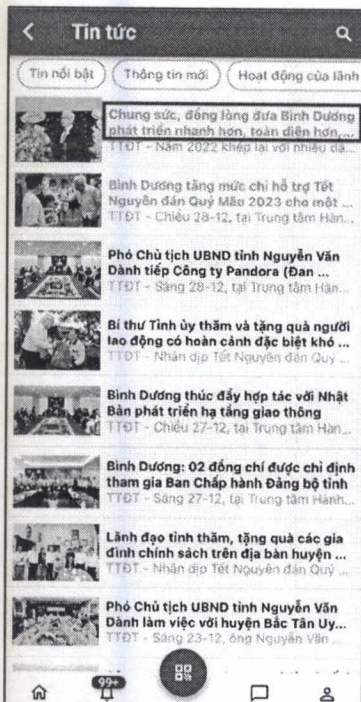 Tin tức
Tin nổi bật
Thông tin mới
Hoạt động của lãnh
Chung sức, đồng lòng đưa Bình Dương
phát triển nhanh hơn, toàn diện hơn,...
TTĐT - Năm 2022 khép lại với nhiều dấ...
Bình Dương tăng mức chi hỗ trợ Tết
Nguyên đán Quý Mão 2023 cho một ...
TTĐT - Chiều 28-12, tại Trung tâm Hàn...
Phó Chủ tịch UBND tỉnh Nguyễn Văn
Dành tiếp Công ty Pandora (Đan ...
TTĐT - Sáng 28-12, tại Trung tâm Hàn...
Bí thư Tỉnh ủy thăm và tặng quà người
lao động có hoàn cảnh đặc biệt khó ...
TTĐT - Nhân dịp Tết Nguyên đán Quý ...
Bình Dương thúc đẩy hợp tác với Nhật
Bản phát triển hạ tầng giao thông
TTĐT - Chiều 27-12, tại Trung tâm Hàn...
Bình Dương: 02 đồng chí được chỉ định
tham gia Ban Chấp hành Đảng bộ tỉnh
TTĐT - Sáng 27-12, tại Trung tâm Hành...
Lãnh đạo tỉnh thăm, tặng quà các gia
đình chính sách trên địa bàn huyện ...
TTĐT - Nhân dịp Tết Nguyên đán Quý ...
Phó Chủ tịch UBND tỉnh Nguyễn Văn
Dành làm việc với huyện Bắc Tân Uy...
TTĐT - Sáng 23-12, ông Nguyễn Văn ...
99+